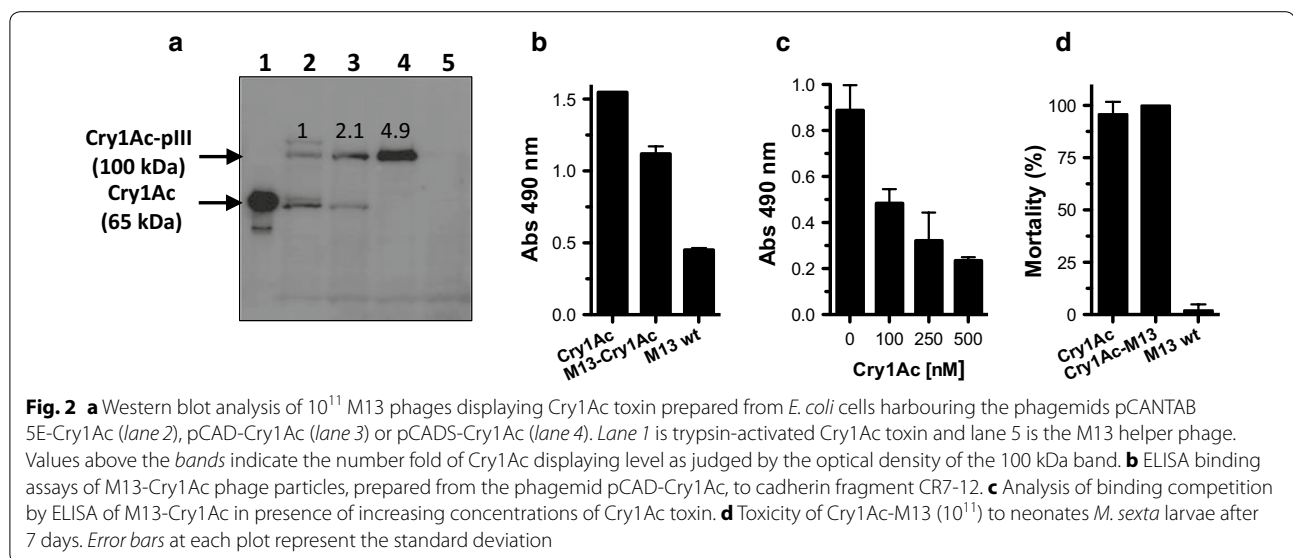 a
1 2 3 4 5
1 2.1 4.9
Cry1Ac-pIII
(100 kDa)
Cry1Ac
(65 kDa)
b
Abs 490 nm
1.5
1.0
0.5
0.0
Cry1Ac
M13-Cry1Ac
M13 wt
c
Abs 490 nm
1.0
0.8
0.6
0.4
0.2
0.0
0 100 250 500
Cry1Ac [nM]
d
Mortality (%)
100
75
50
25
0
Cry1Ac
Cry1Ac-M13
M13 wt
Fig. 2 a Western blot analysis of 10¹¹ M13 phages displaying Cry1Ac toxin prepared from E. coli cells harbouring the phagemids pCANTAB
5E-Cry1Ac (lane 2), pCAD-Cry1Ac (lane 3) or pCADS-Cry1Ac (lane 4). Lane 1 is trypsin-activated Cry1Ac toxin and lane 5 is the M13 helper phage.
Values above the bands indicate the number fold of Cry1Ac displaying level as judged by the optical density of the 100 kDa band. b ELISA binding
assays of M13-Cry1Ac phage particles, prepared from the phagemid pCAD-Cry1Ac, to cadherin fragment CR7-12. c Analysis of binding competition
by ELISA of M13-Cry1Ac in presence of increasing concentrations of Cry1Ac toxin. d Toxicity of Cry1Ac-M13 (10¹¹) to neonates M. sexta larvae after
7 days. Error bars at each plot represent the standard deviation